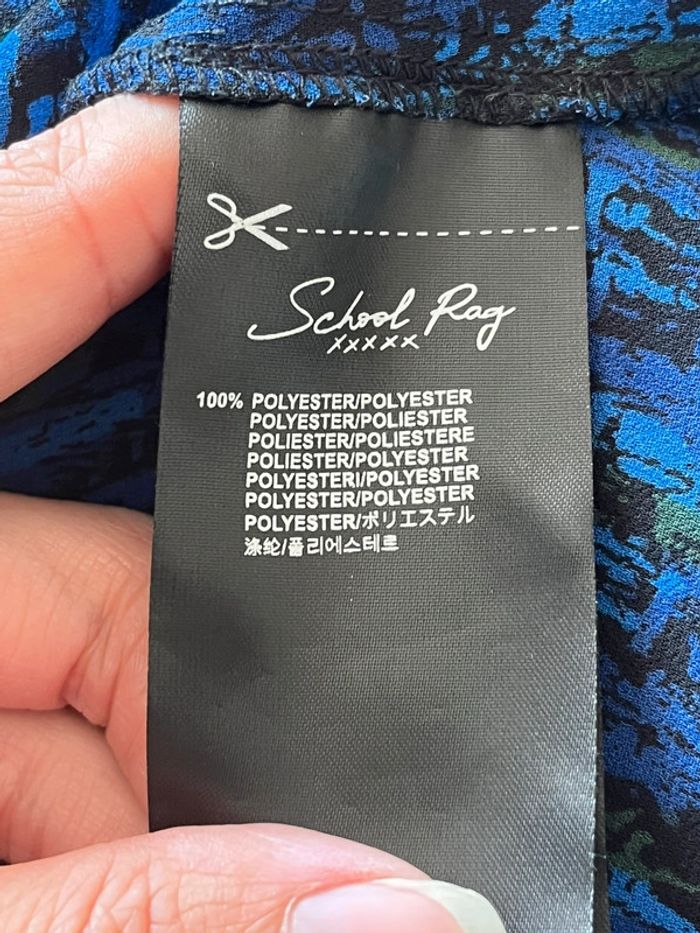 School Rag
xxxxx
100% POLYESTER/POLYESTER
POLYESTER/POLIESTER
POLIESTER/POLIESTERE
POLIESTER/POLYESTER
POLYESTERI/POLYESTER
POLYESTER/POLYESTER
POLYESTER/ポリエステル
涤纶/폴리에스테르